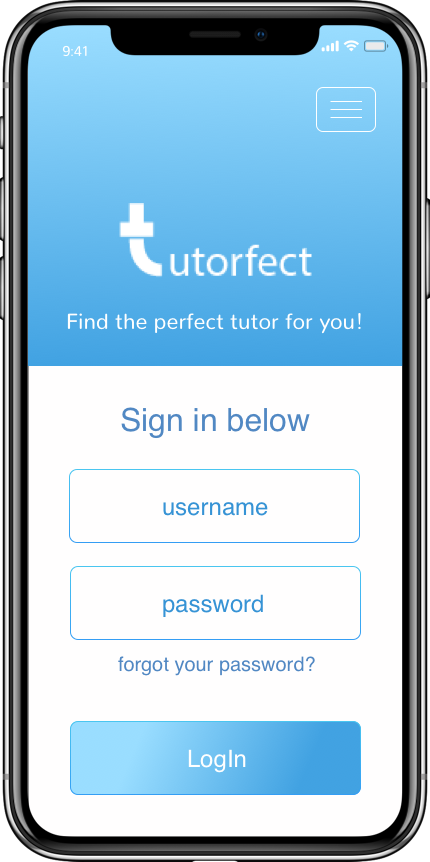 9:41
tutorfect
Find the perfect tutor for you!
Sign in below
username
password
forgot your password?
LogIn